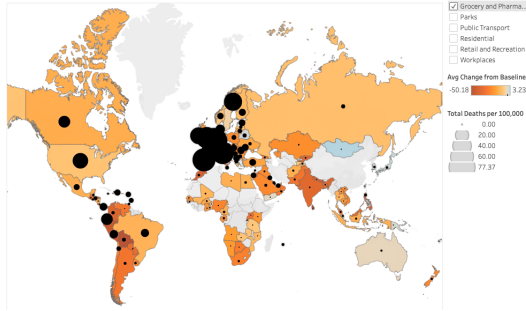 Grocery and Pharma..
Parks
Public Transport
Residential
Retail and Recreation
Workplaces
Avg Change from Baseline
-50.18
3.23
Total Deaths per 100,000
0.00
20.00
40.00
60.00
77.37